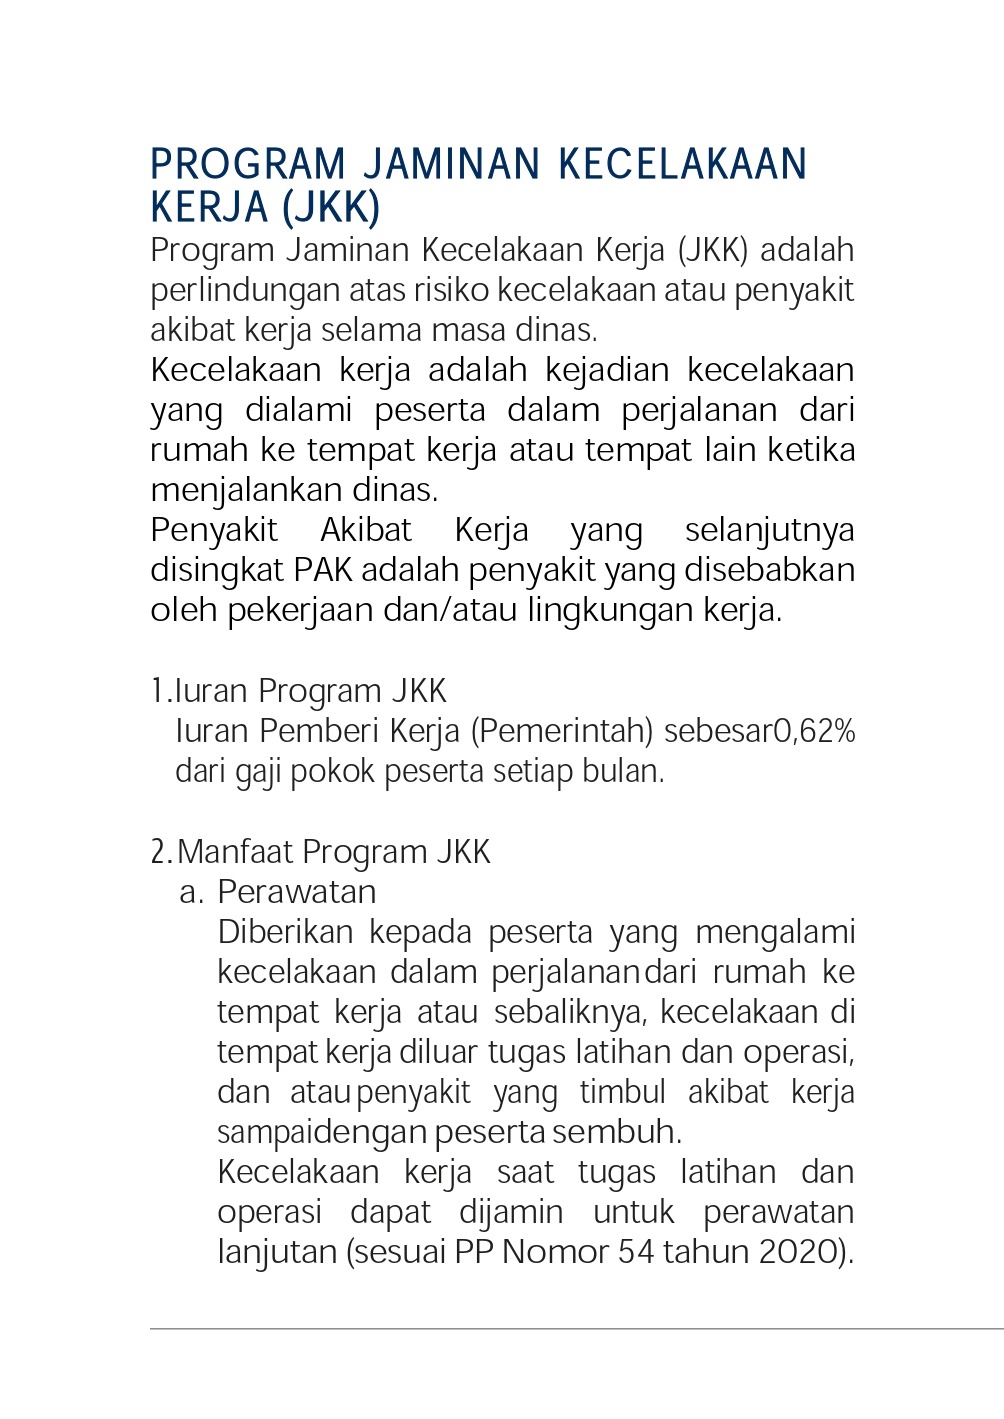 PROGRAM JAMINAN KECELAKAAN
KERJA (JKK)
Program Jaminan Kecelakaan Kerja (JKK) adalah
perlindungan atas risiko kecelakaan atau penyakit
akibat kerja selama masa dinas.
Kecelakaan kerja adalah kejadian kecelakaan
yang dialami peserta dalam perjalanan dari
rumah ke tempat kerja atau tempat lain ketika
menjalankan dinas.
Penyakit Akibat Kerja yang selanjutnya
disingkat PAK adalah penyakit yang disebabkan
oleh pekerjaan dan/atau lingkungan kerja.
1.Iuran Program JKK
Iuran Pemberi Kerja (Pemerintah) sebesar0,62%
dari gaji pokok peserta setiap bulan.
2.Manfaat Program JKK
a. Perawatan
Diberikan kepada peserta yang mengalami
kecelakaan dalam perjalanandari rumah ke
tempat kerja atau sebaliknya, kecelakaan di
tempat kerja diluar tugas latihan dan operasi,
dan ataupenyakit yang timbul akibat kerja
sampaidengan peserta sembuh.
Kecelakaan kerja saat tugas latihan dan
operasi dapat dijamin untuk perawatan
lanjutan (sesuai PP Nomor 54 tahun 2020).